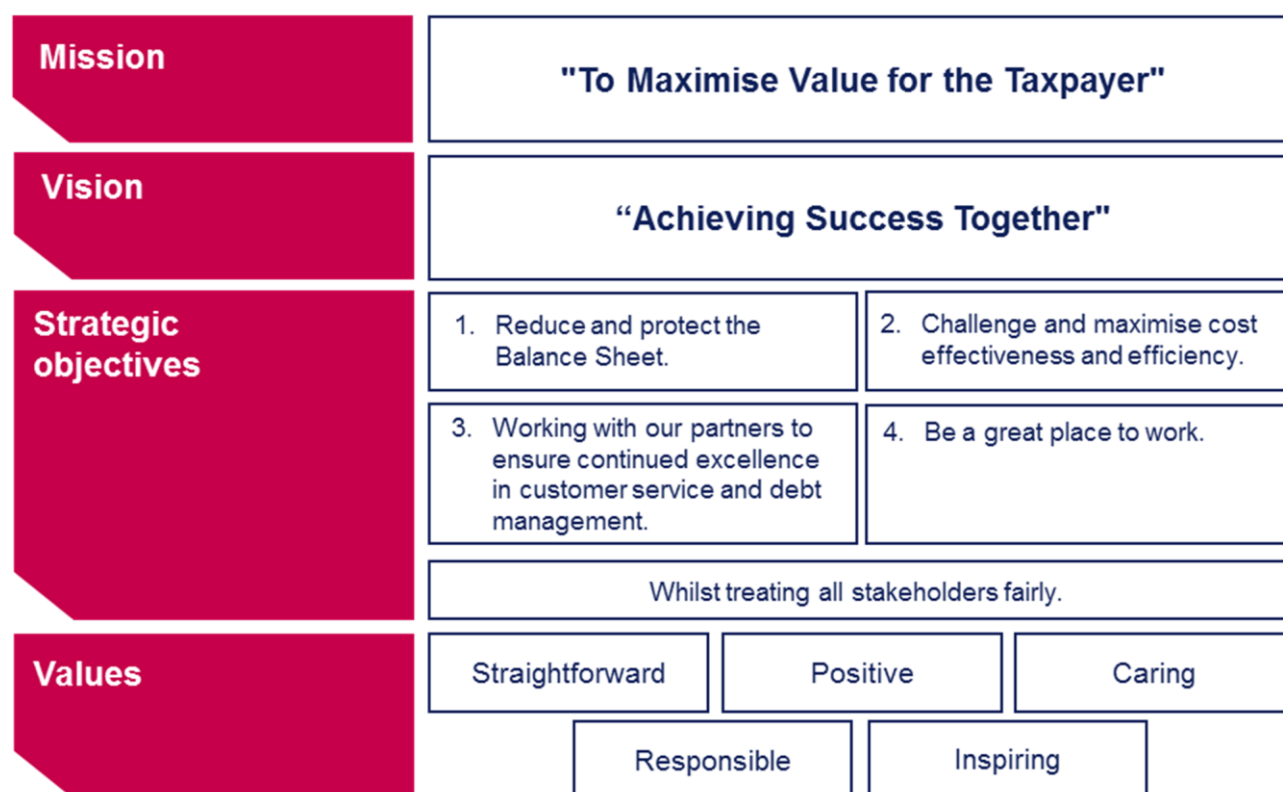 Mission
"To Maximise Value for the Taxpayer"
Vision
“Achieving Success Together"
Strategic
objectives
1. Reduce and protect the
Balance Sheet.
2. Challenge and maximise cost
effectiveness and efficiency.
3. Working with our partners to
ensure continued excellence
in customer service and debt
management.
4. Be a great place to work.
Whilst treating all stakeholders fairly.
Values
Straightforward
Positive
Caring
Responsible
Inspiring